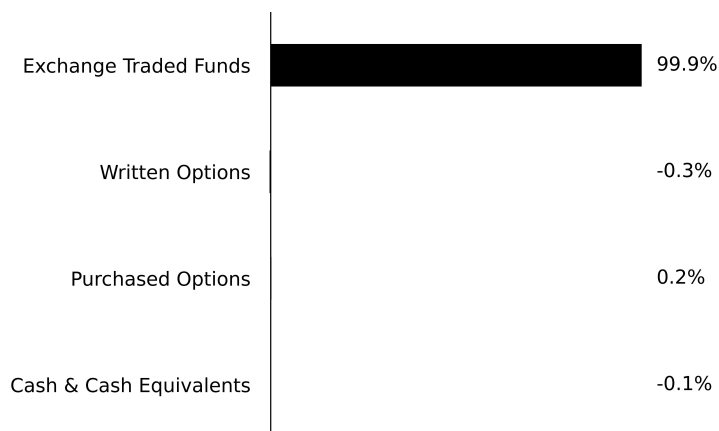 Exchange Traded Funds 99.9%
Written Options -0.3%
Purchased Options 0.2%
Cash & Cash Equivalents -0.1%